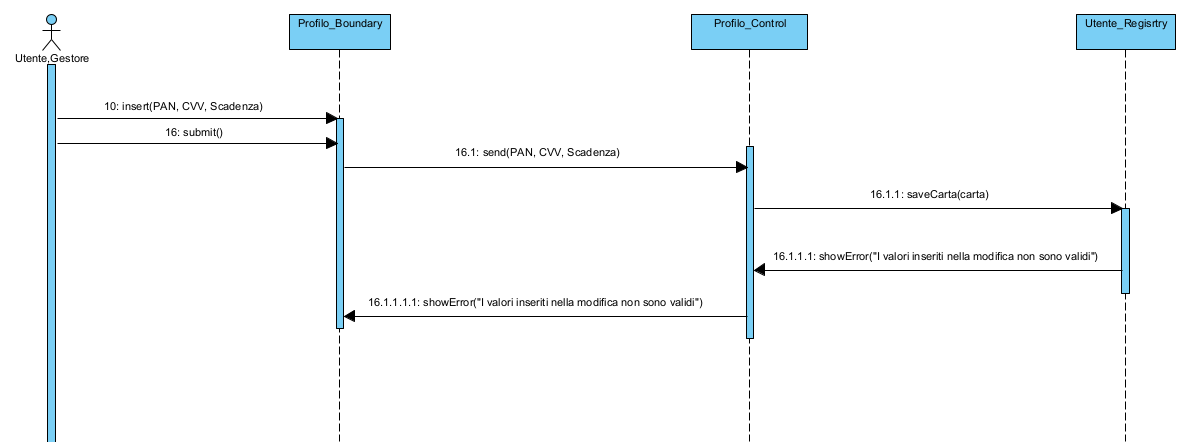 Profilo_Boundary
Profilo_Control
Utente_Regisrtry
Utente,Gestore
10: insert(PAN, CVV, Scadenza)
16: submit()
16.1: send(PAN, CVV, Scadenza)
16.1.1: saveCarta(carta)
16.1.1.1: showError("I valori inseriti nella modifica non sono validi")
16.1.1.1.1: showError("I valori inseriti nella modifica non sono validi")